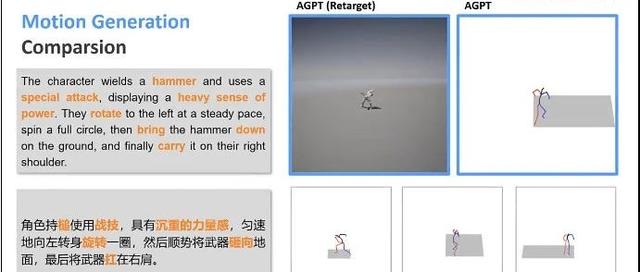 Motion Generation
Comparsion
AGPT (Retarget)
AGPT
The character wields a hammer and uses a
special attack, displaying a heavy sense of
power. They rotate to the left at a steady pace,
spin a full circle, then bring the hammer down
on the ground, and finally carry it on their right
shoulder.
角色持槌使用战技，具有沉重的力量感，匀速
地向左转身旋转一圈，然后顺势将武器砸向地
面，最后将武器扛在右肩。